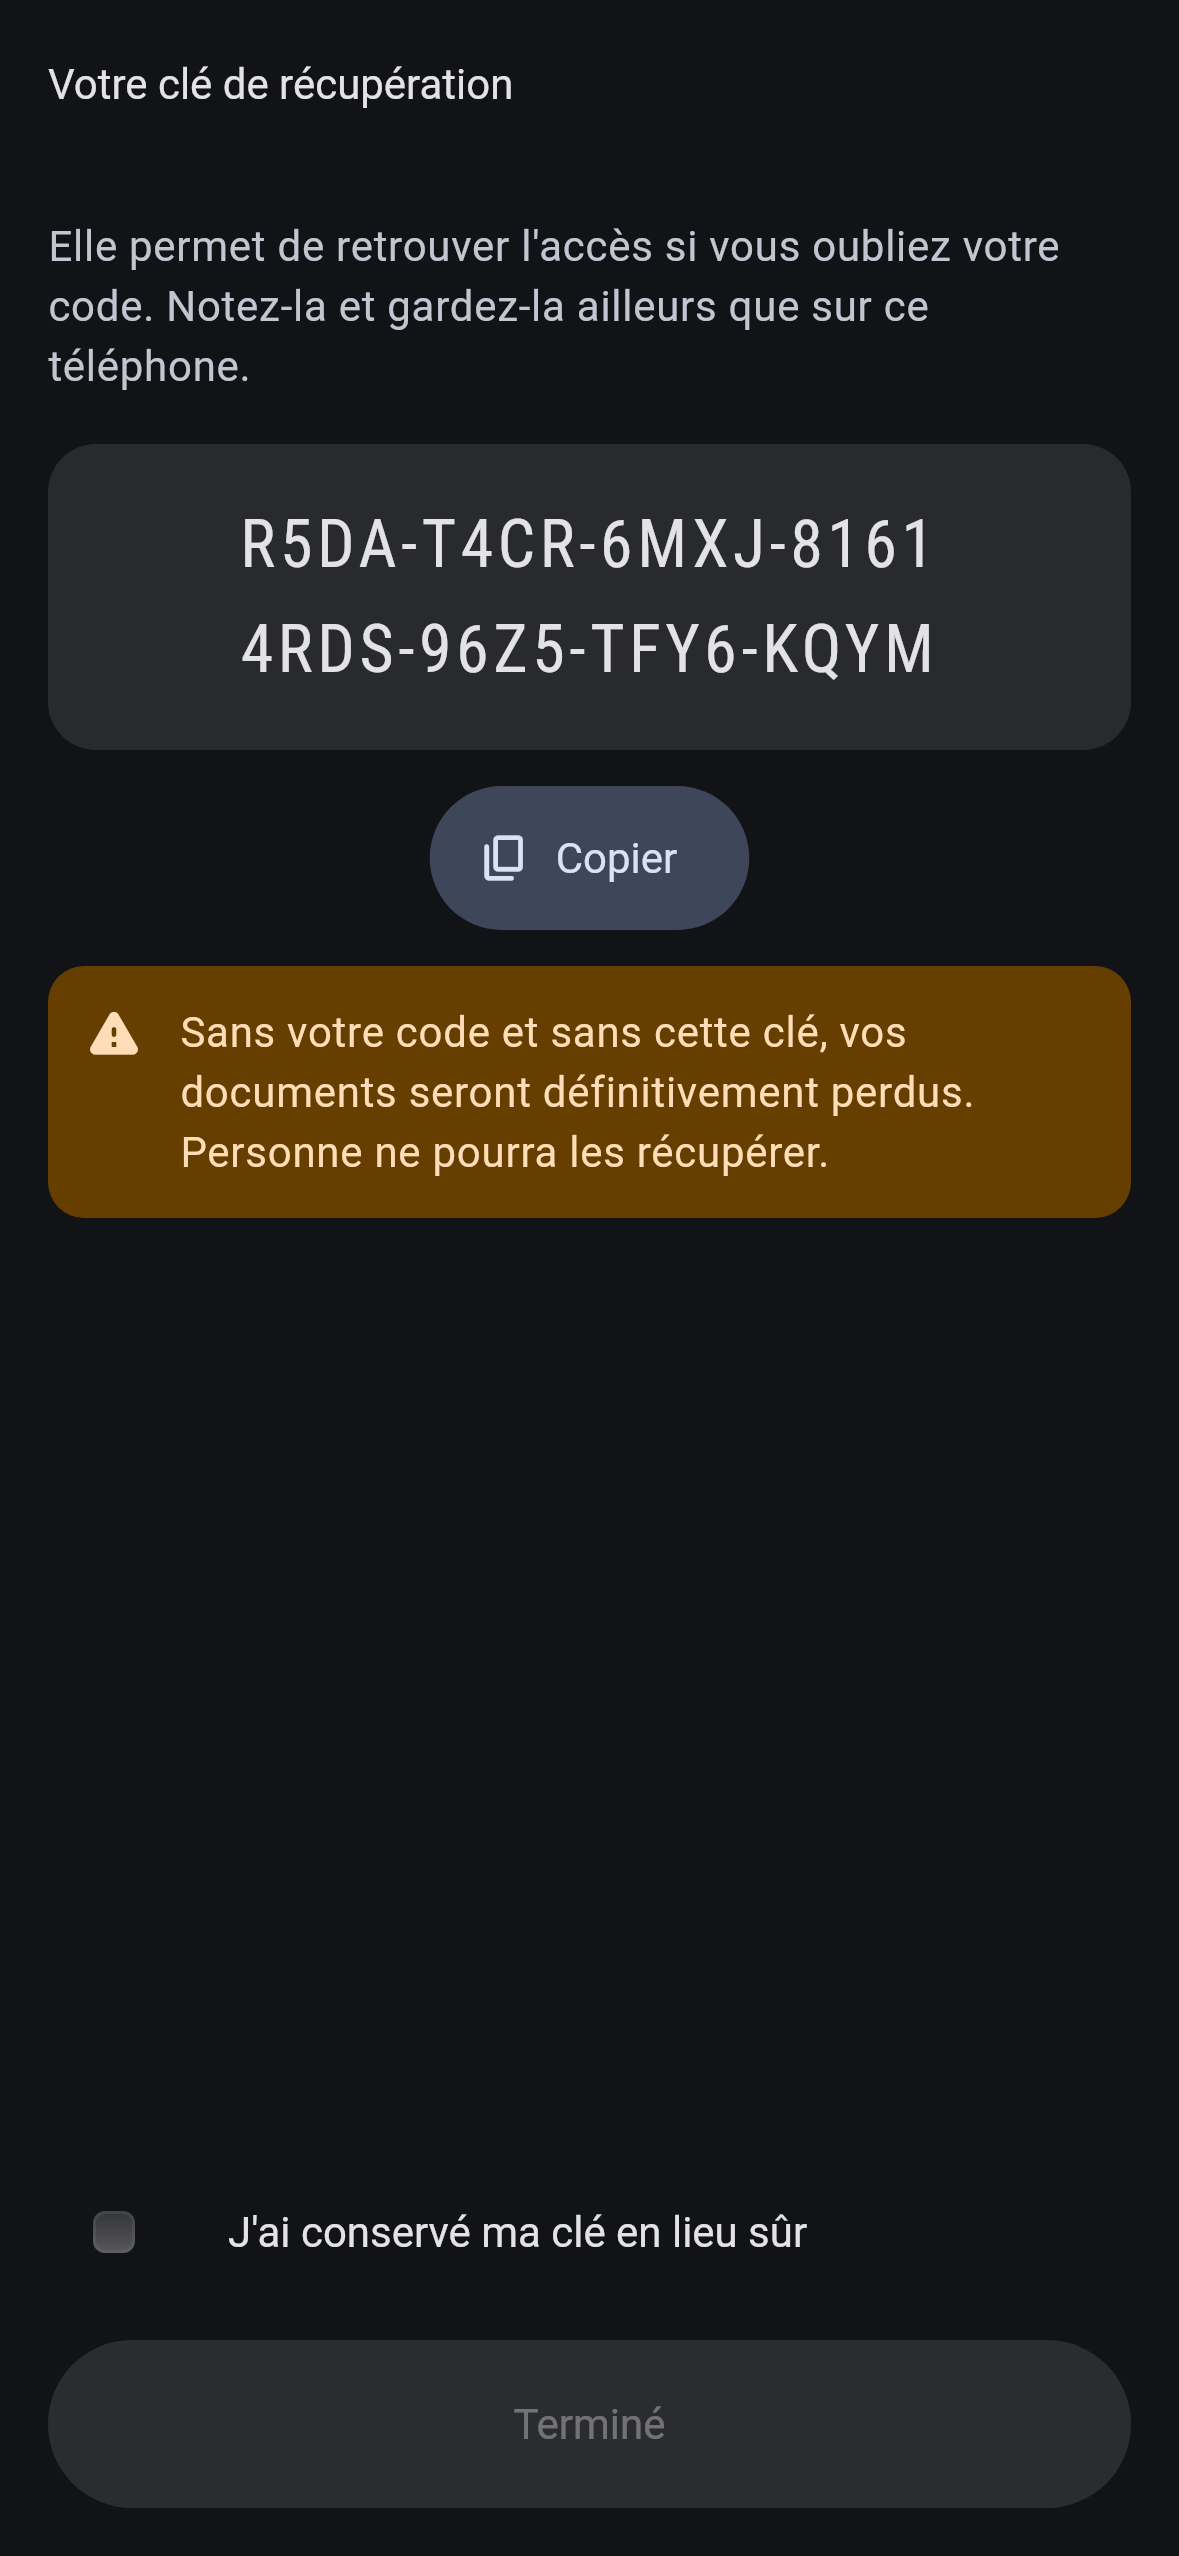 Votre clé de récupération
Elle permet de retrouver l'accès si vous oubliez votre
code. Notez-la et gardez-la ailleurs que sur ce
téléphone.
R5DA-T4CR-6MXJ-8161
4RDS-96Z5-TFY6-KQYM
Copier
Sans votre code et sans cette clé, vos
documents seront définitivement perdus.
Personne ne pourra les récupérer.
J'ai conservé ma clé en lieu sûr
Terminé